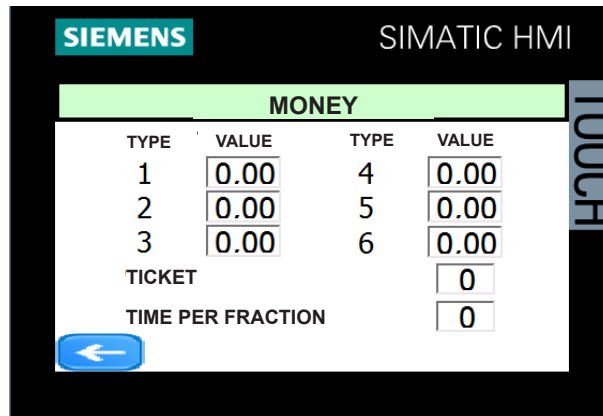 SIEMENS SIMATIC HMI
TOUCH
MONEY
TYPE VALUE TYPE VALUE
1 0.00 4 0.00
2 0.00 5 0.00
3 0.00 6 0.00
TICKET 0
TIME PER FRACTION 0